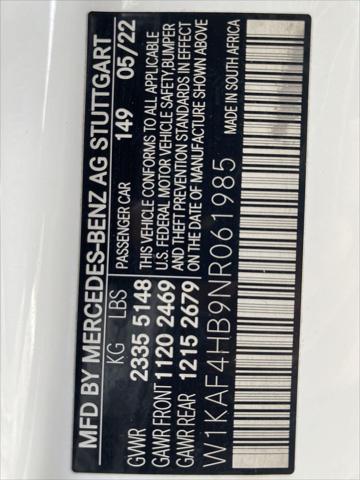 MFD BY MERCEDES-BENZ AG STUTTGART
KG LBS PASSENGER CAR 149 05/22
GVWR 2335 5148 THIS VEHICLE CONFORMS TO ALL APPLICABLE
GAWR FRONT 1120 2469 U.S. FEDERAL MOTOR VEHICLE SAFETY,BUMPER
GAWR REAR 1215 2679 AND THEFT PREVENTION STANDARDS IN EFFECT
ON THE DATE OF MANUFACTURE SHOWN ABOVE
W1KAF4HB9NR061985 MADE IN SOUTH AFRICA